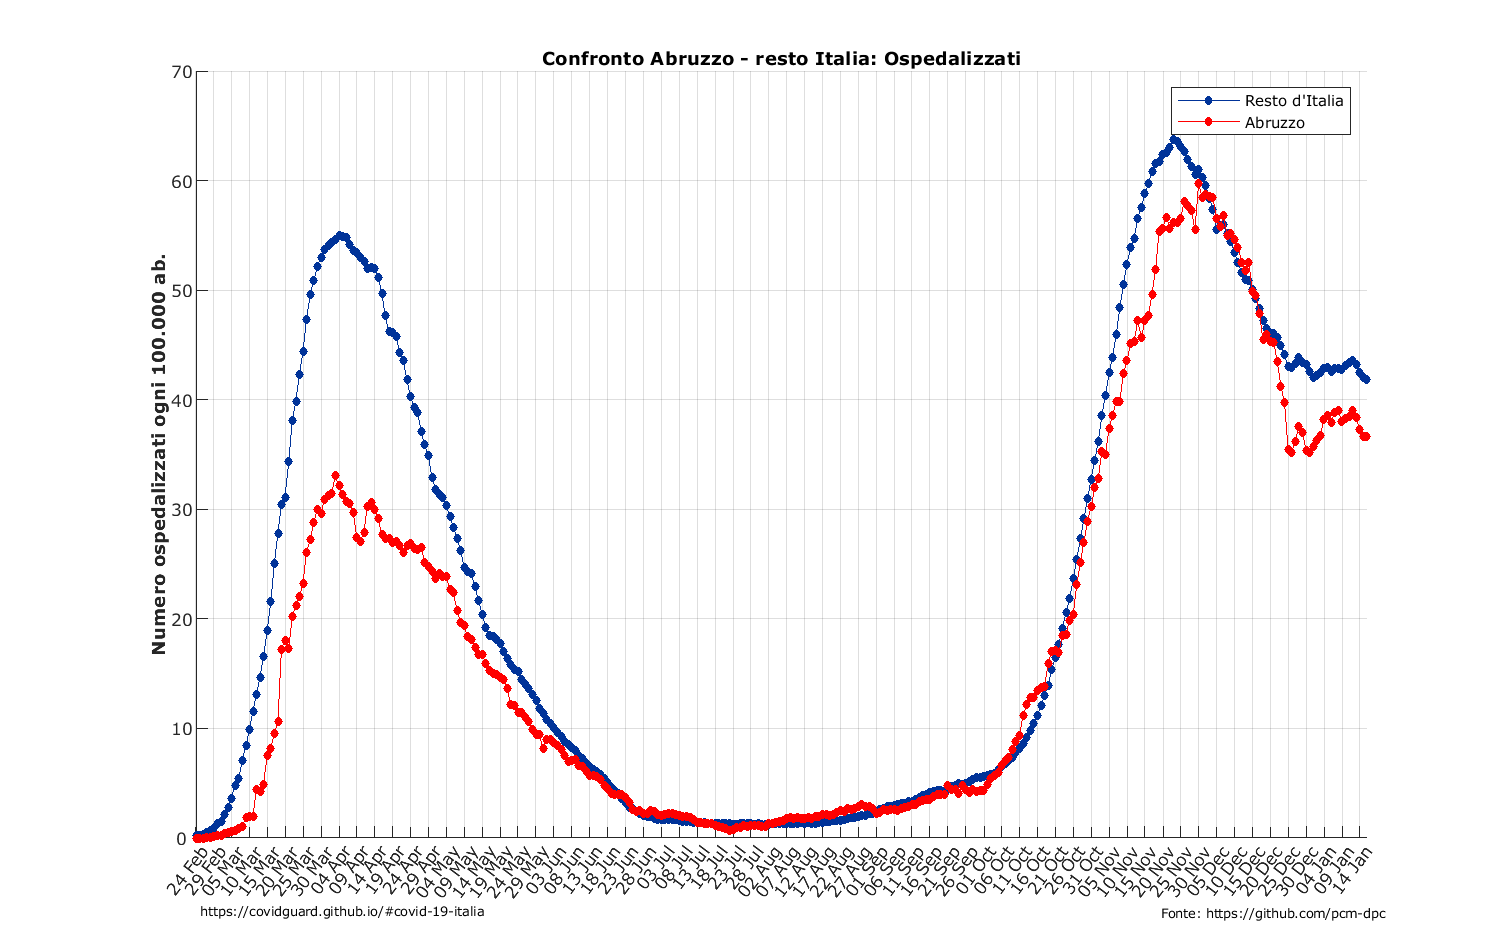 Confronto Abruzzo - resto Italia: Ospedalizzati
Resto d'Italia
Abruzzo
Numero ospedalizzati ogni 100.000 ab.
70
60
50
40
30
20
10
0
24 Feb
29 Feb
05 Mar
10 Mar
15 Mar
20 Mar
25 Mar
30 Mar
04 Apr
09 Apr
14 Apr
19 Apr
24 Apr
29 Apr
04 May
09 May
14 May
19 May
24 May
29 May
03 Jun
08 Jun
13 Jun
18 Jun
23 Jun
28 Jun
03 Jul
08 Jul
13 Jul
18 Jul
23 Jul
28 Jul
02 Aug
07 Aug
12 Aug
17 Aug
22 Aug
27 Aug
01 Sep
06 Sep
11 Sep
16 Sep
21 Sep
26 Sep
01 Oct
06 Oct
11 Oct
16 Oct
21 Oct
26 Oct
31 Oct
05 Nov
10 Nov
15 Nov
20 Nov
25 Nov
30 Nov
05 Dec
10 Dec
15 Dec
20 Dec
25 Dec
30 Dec
04 Jan
09 Jan
14 Jan
https://covidguard.github.io/#covid-19-italia
Fonte: https://github.com/pcm-dpc